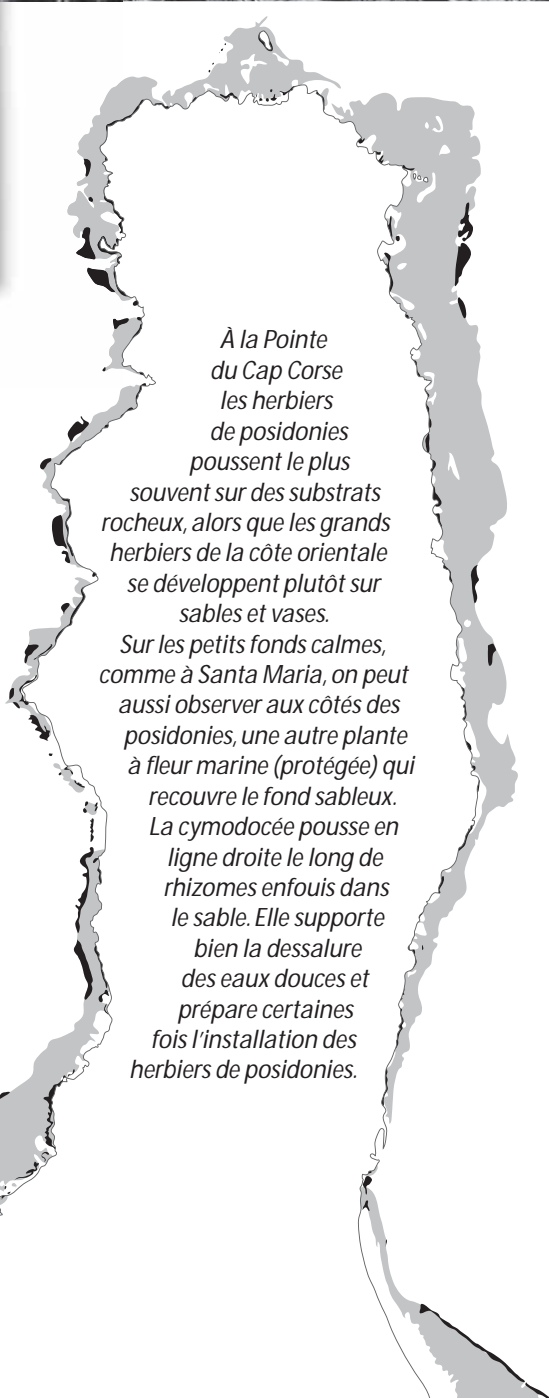 À la Pointe
du Cap Corse
les herbiers
de posidonies
poussent le plus
souvent sur des substrats
rocheux, alors que les grands
herbiers de la côte orientale
se développent plutôt sur
sables et vases.
Sur les petits fonds calmes,
comme à Santa Maria, on peut
aussi observer aux côtés des
posidonies, une autre plante
à fleur marine (protégée) qui
recouvre le fond sableux.
La cymodocée pousse en
ligne droite le long de
rhizomes enfouis dans
le sable. Elle supporte
bien la dessalure
des eaux douces et
prépare certaines
fois l'installation des
herbiers de posidonies.